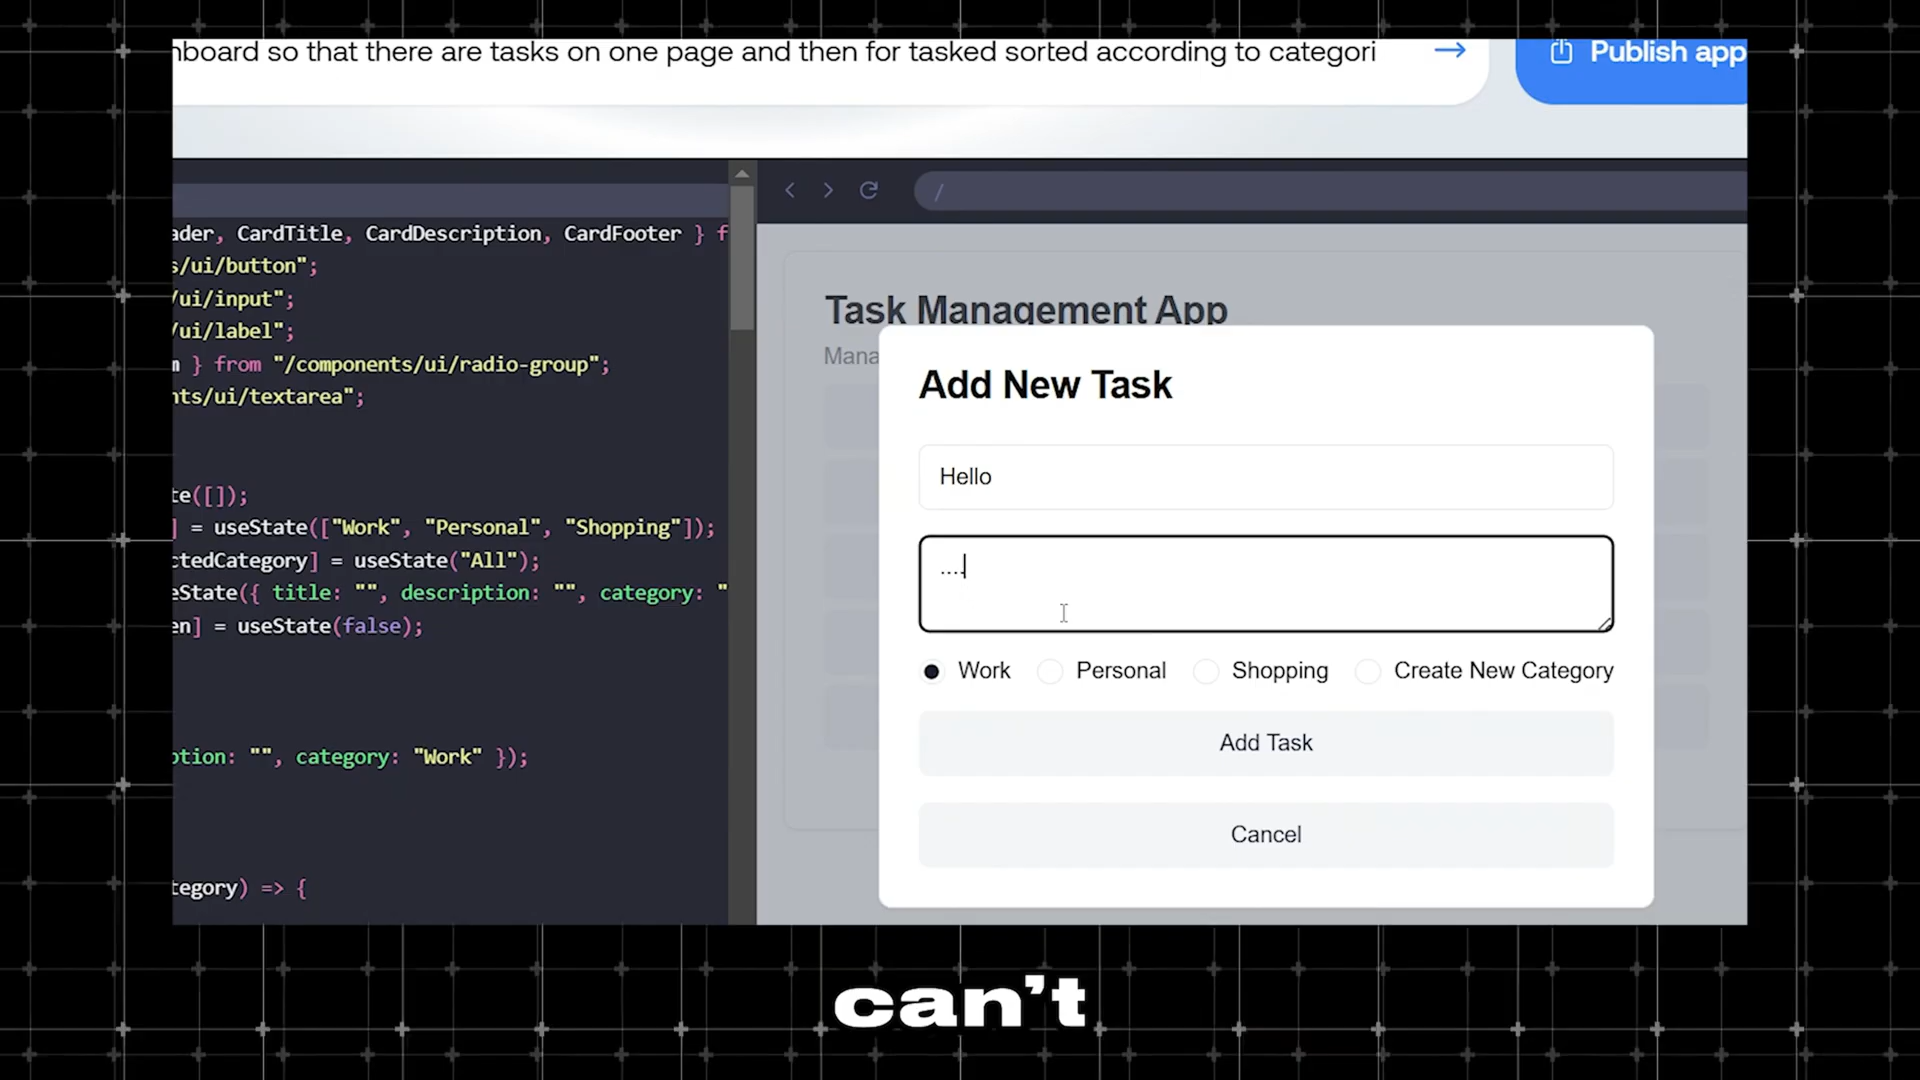 nboard so that there are tasks on one page and then for tasked sorted according to categori
Publish app
/
ader, CardTitle, CardDescription, CardFooter } f
s/ui/button";
/ui/input";
/ui/label";
m } from "/components/ui/radio-group";
nts/ui/textarea";
te([]);
] = useState(["Work", "Personal", "Shopping"]);
ctedCategory] = useState("All");
eState({ title: "", description: "", category: "
en] = useState(false);
ption: "", category: "Work" });
tegory) => {
Task Management App
Mana
Add New Task
Hello
....
Work Personal Shopping Create New Category
Add Task
Cancel
can't